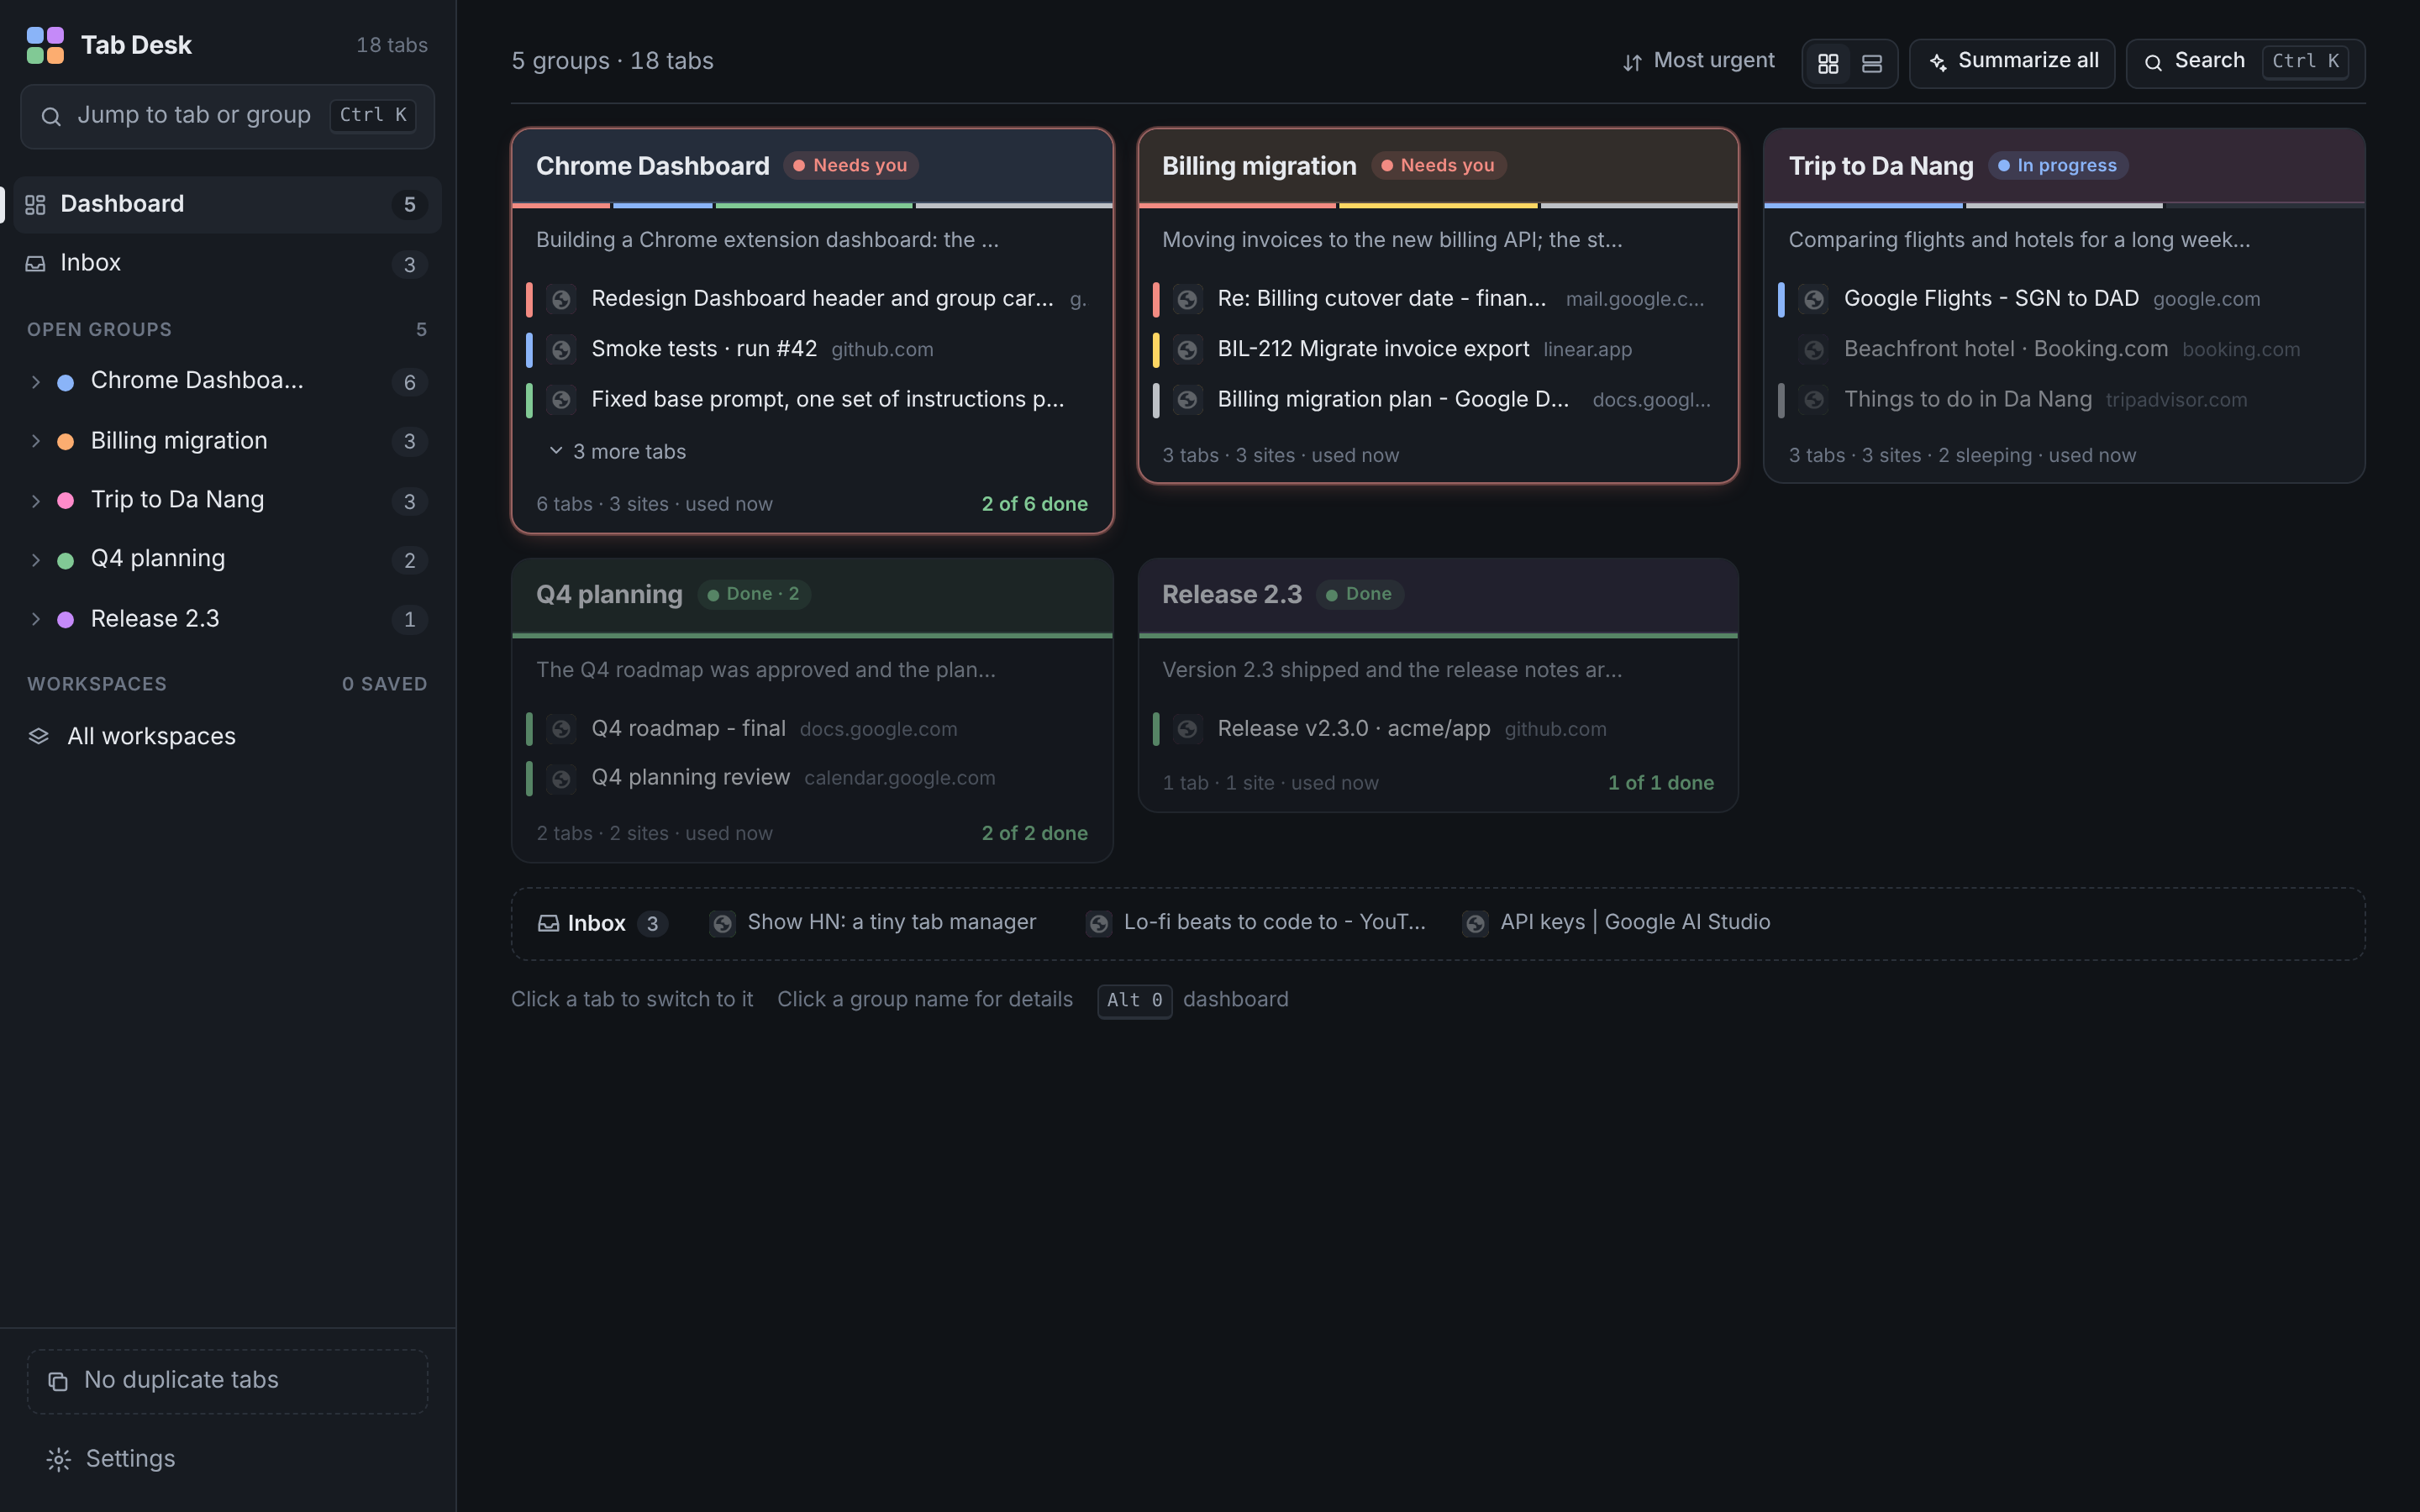 Tab Desk 18 tabs
Jump to tab or group Ctrl K
Dashboard 5
Inbox 3
OPEN GROUPS 5
Chrome Dashboa... 6
Billing migration 3
Trip to Da Nang 3
Q4 planning 2
Release 2.3 1
WORKSPACES 0 SAVED
All workspaces
No duplicate tabs
Settings
5 groups · 18 tabs Most urgent Summarize all Search Ctrl K
Chrome Dashboard Needs you
Building a Chrome extension dashboard: the ...
Redesign Dashboard header and group car... g.
Smoke tests · run #42 github.com
Fixed base prompt, one set of instructions p...
3 more tabs
6 tabs · 3 sites · used now 2 of 6 done
Billing migration Needs you
Moving invoices to the new billing API; the st...
Re: Billing cutover date - finan... mail.google.c...
BIL-212 Migrate invoice export linear.app
Billing migration plan - Google D... docs.googl...
3 tabs · 3 sites · used now
Trip to Da Nang In progress
Comparing flights and hotels for a long week...
Google Flights - SGN to DAD google.com
Beachfront hotel · Booking.com booking.com
Things to do in Da Nang tripadvisor.com
3 tabs · 3 sites · 2 sleeping · used now
Q4 planning Done · 2
The Q4 roadmap was approved and the plan...
Q4 roadmap - final docs.google.com
Q4 planning review calendar.google.com
2 tabs · 2 sites · used now 2 of 2 done
Release 2.3 Done
Version 2.3 shipped and the release notes ar...
Release v2.3.0 · acme/app github.com
1 tab · 1 site · used now 1 of 1 done
Inbox 3 Show HN: a tiny tab manager Lo-fi beats to code to - YouT... API keys | Google AI Studio
Click a tab to switch to it Click a group name for details Alt 0 dashboard